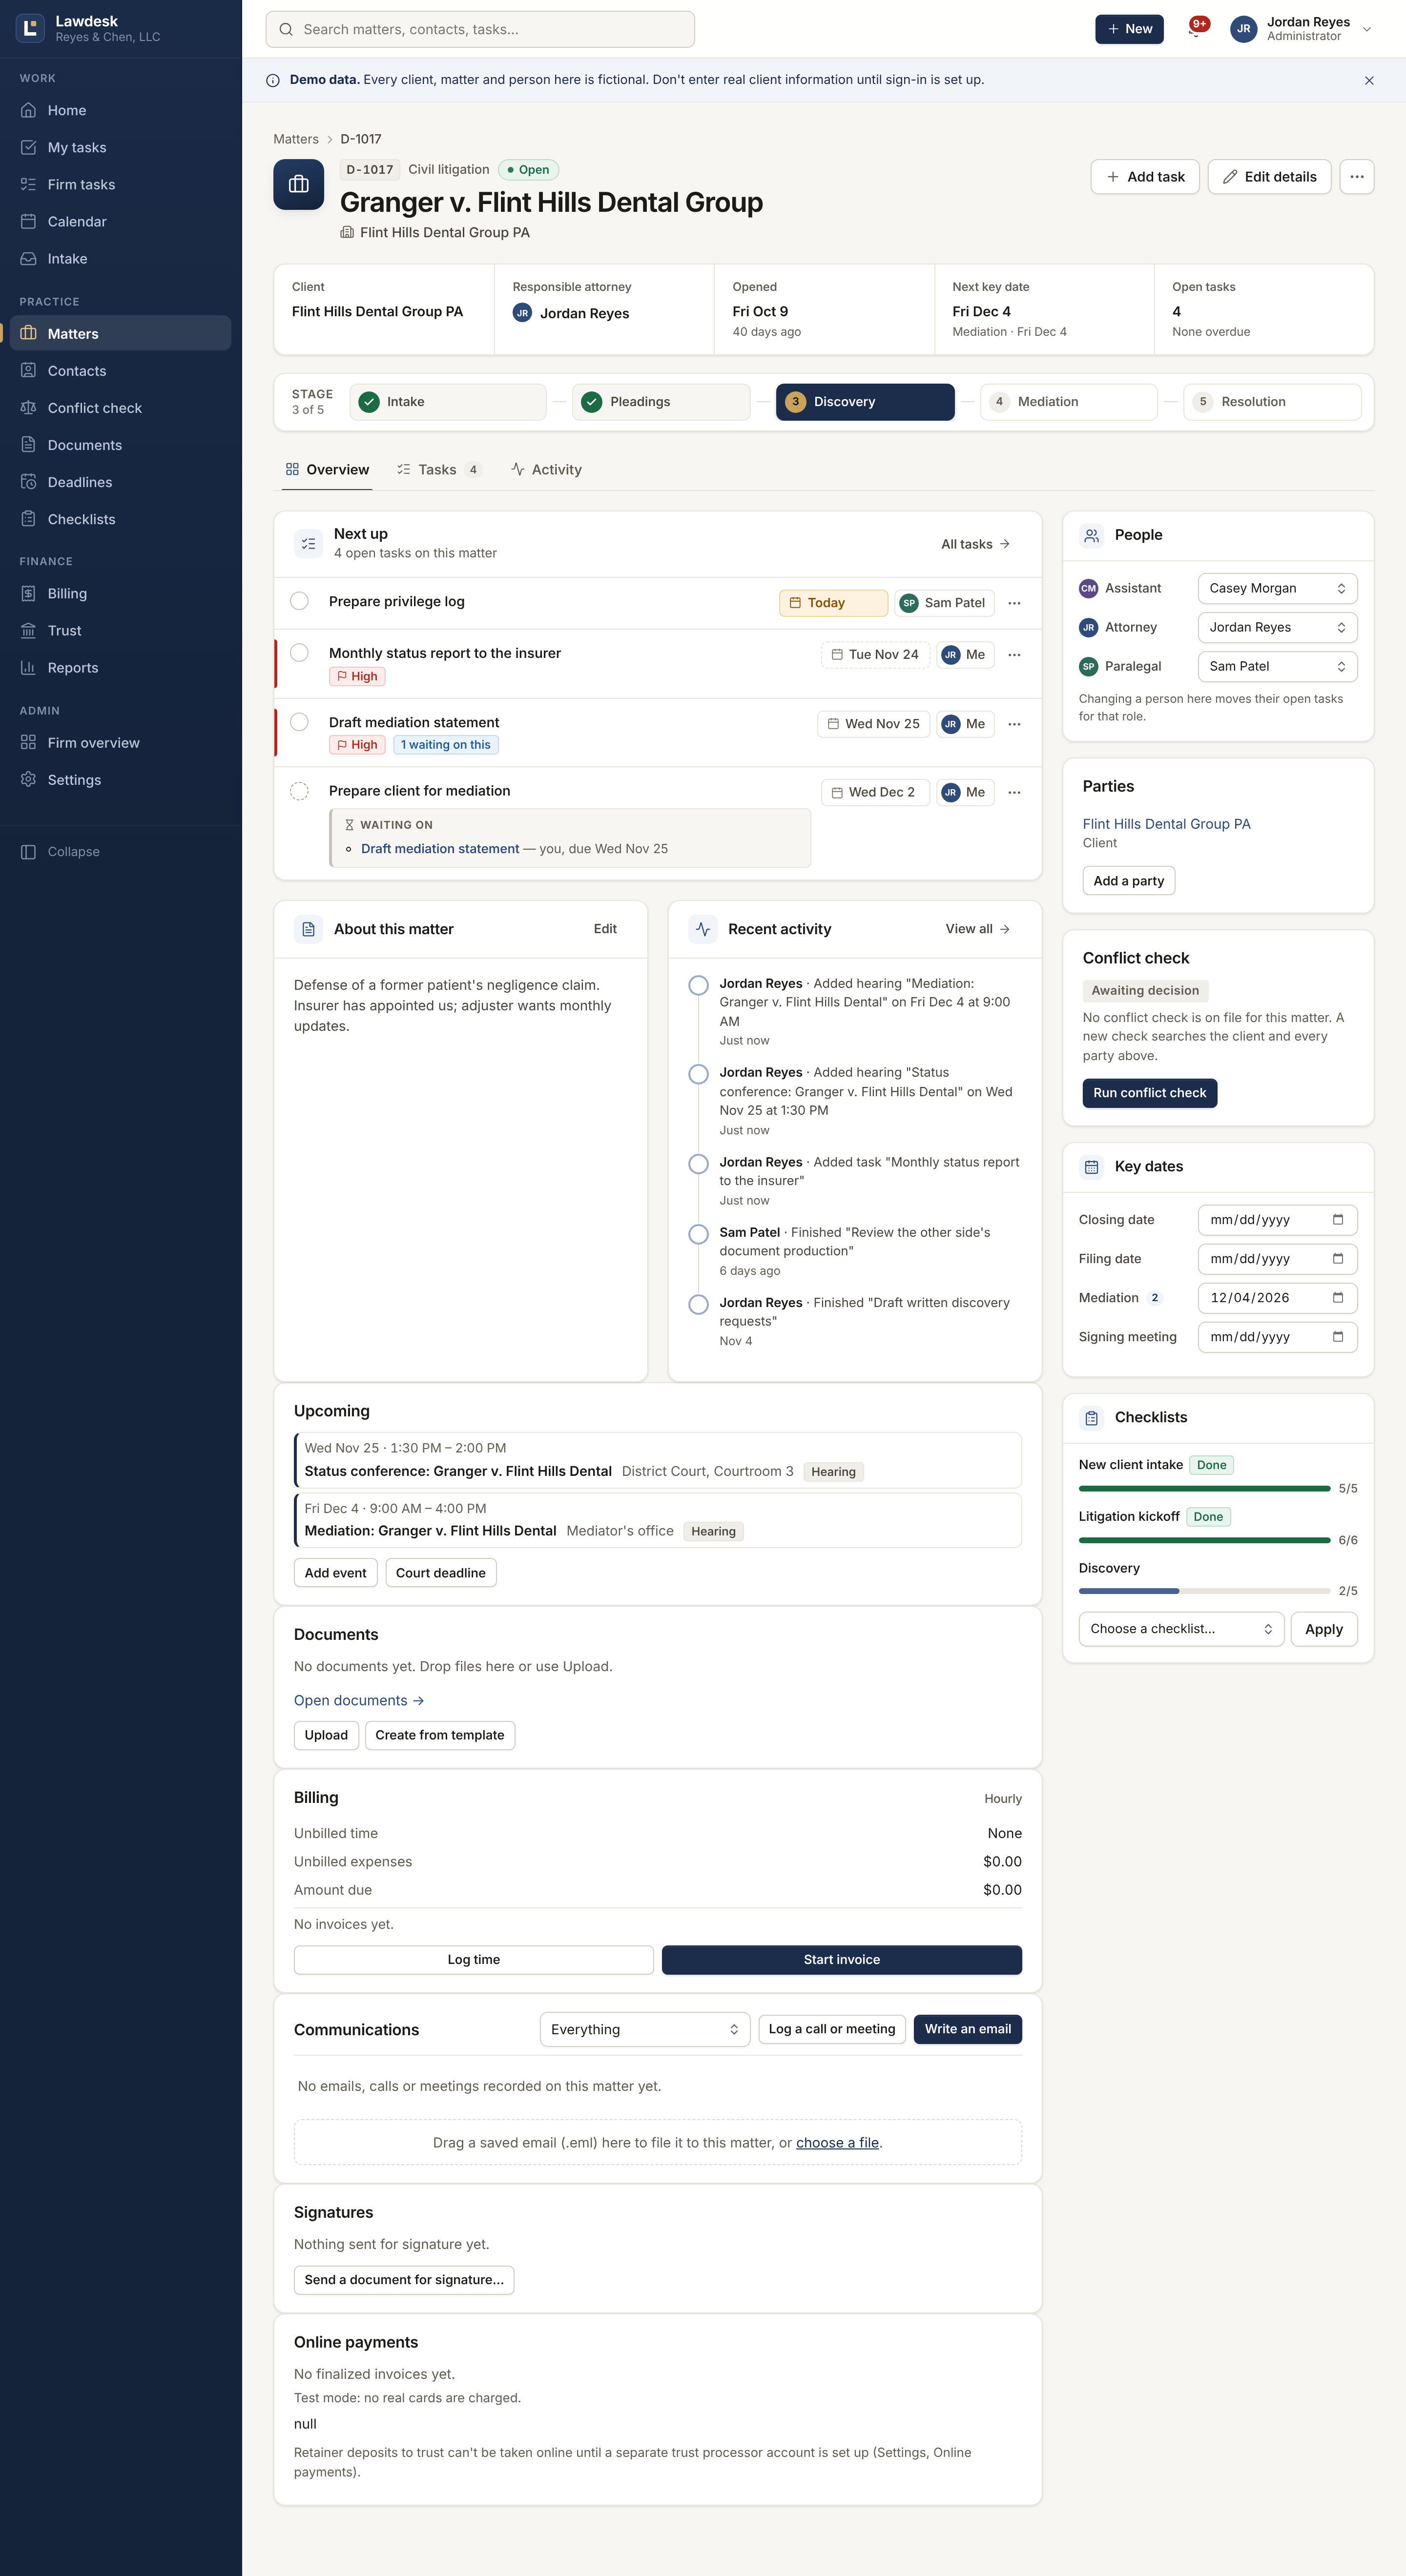 Lawdesk
Reyes & Chen, LLC
WORK
Home
My tasks
Firm tasks
Calendar
Intake
PRACTICE
Matters
Contacts
Conflict check
Documents
Deadlines
Checklists
FINANCE
Billing
Trust
Reports
ADMIN
Firm overview
Settings
Collapse
Search matters, contacts, tasks...
New
9+
JR
Jordan Reyes
Administrator
Demo data. Every client, matter and person here is fictional. Don't enter real client information until sign-in is set up.
Matters D-1017
D-1017 Civil litigation Open
Granger v. Flint Hills Dental Group
Flint Hills Dental Group PA
Add task
Edit details
Client
Flint Hills Dental Group PA
Responsible attorney
JR Jordan Reyes
Opened
Fri Oct 9
40 days ago
Next key date
Fri Dec 4
Mediation · Fri Dec 4
Open tasks
4
None overdue
STAGE
3 of 5
Intake
Pleadings
3 Discovery
4 Mediation
5 Resolution
Overview
Tasks 4
Activity
Next up
4 open tasks on this matter
All tasks →
Prepare privilege log
Today
SP Sam Patel
Monthly status report to the insurer
High
Tue Nov 24
JR Me
Draft mediation statement
High
1 waiting on this
Wed Nov 25
JR Me
Prepare client for mediation
Wed Dec 2
JR Me
WAITING ON
Draft mediation statement — you, due Wed Nov 25
About this matter
Edit
Defense of a former patient's negligence claim.
Insurer has appointed us; adjuster wants monthly
updates.
Recent activity
View all →
Jordan Reyes · Added hearing "Mediation:
Granger v. Flint Hills Dental" on Fri Dec 4 at 9:00
AM
Just now
Jordan Reyes · Added hearing "Status
conference: Granger v. Flint Hills Dental" on Wed
Nov 25 at 1:30 PM
Just now
Jordan Reyes · Added task "Monthly status report
to the insurer"
Just now
Sam Patel · Finished "Review the other side's
document production"
6 days ago
Jordan Reyes · Finished "Draft written discovery
requests"
Nov 4
Upcoming
Wed Nov 25 · 1:30 PM – 2:00 PM
Status conference: Granger v. Flint Hills Dental District Court, Courtroom 3 Hearing
Fri Dec 4 · 9:00 AM – 4:00 PM
Mediation: Granger v. Flint Hills Dental Mediator's office Hearing
Add event
Court deadline
Documents
No documents yet. Drop files here or use Upload.
Open documents →
Upload
Create from template
Billing
Hourly
Unbilled time None
Unbilled expenses $0.00
Amount due $0.00
No invoices yet.
Log time
Start invoice
Communications
Everything
Log a call or meeting
Write an email
No emails, calls or meetings recorded on this matter yet.
Drag a saved email (.eml) here to file it to this matter, or choose a file.
Signatures
Nothing sent for signature yet.
Send a document for signature...
Online payments
No finalized invoices yet.
Test mode: no real cards are charged.
null
Retainer deposits to trust can't be taken online until a separate trust processor account is set up (Settings, Online
payments).
People
CM Assistant Casey Morgan
JR Attorney Jordan Reyes
SP Paralegal Sam Patel
Changing a person here moves their open tasks
for that role.
Parties
Flint Hills Dental Group PA
Client
Add a party
Conflict check
Awaiting decision
No conflict check is on file for this matter. A
new check searches the client and every
party above.
Run conflict check
Key dates
Closing date mm/dd/yyyy
Filing date mm/dd/yyyy
Mediation 2 12/04/2026
Signing meeting mm/dd/yyyy
Checklists
New client intake Done
5/5
Litigation kickoff Done
6/6
Discovery
2/5
Choose a checklist...
Apply